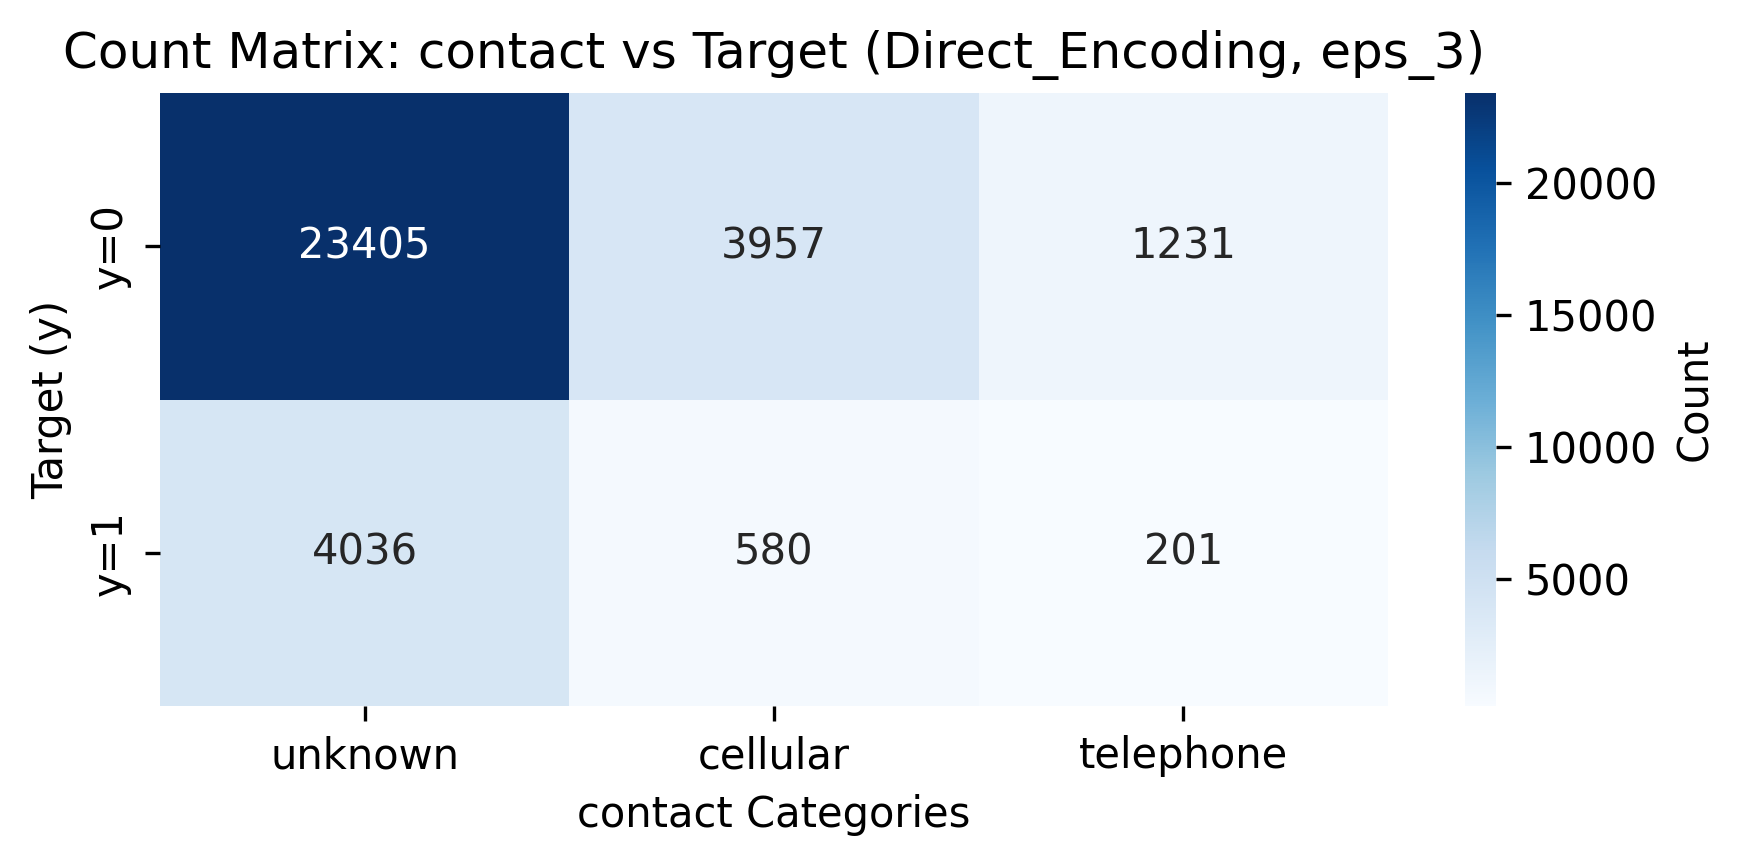 Count Matrix: contact vs Target (Direct_Encoding, eps_3)
Target (y)
y=0
y=1
23405 3957 1231
4036 580 201
unknown cellular telephone
contact Categories
20000
15000
10000
5000
Count